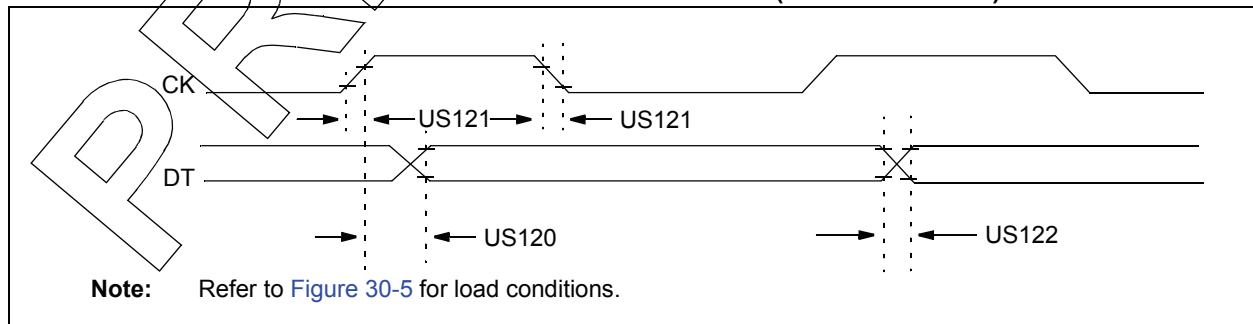 CK
US121
US121
DT
US120
US122
Note: Refer to Figure 30-5 for load conditions.